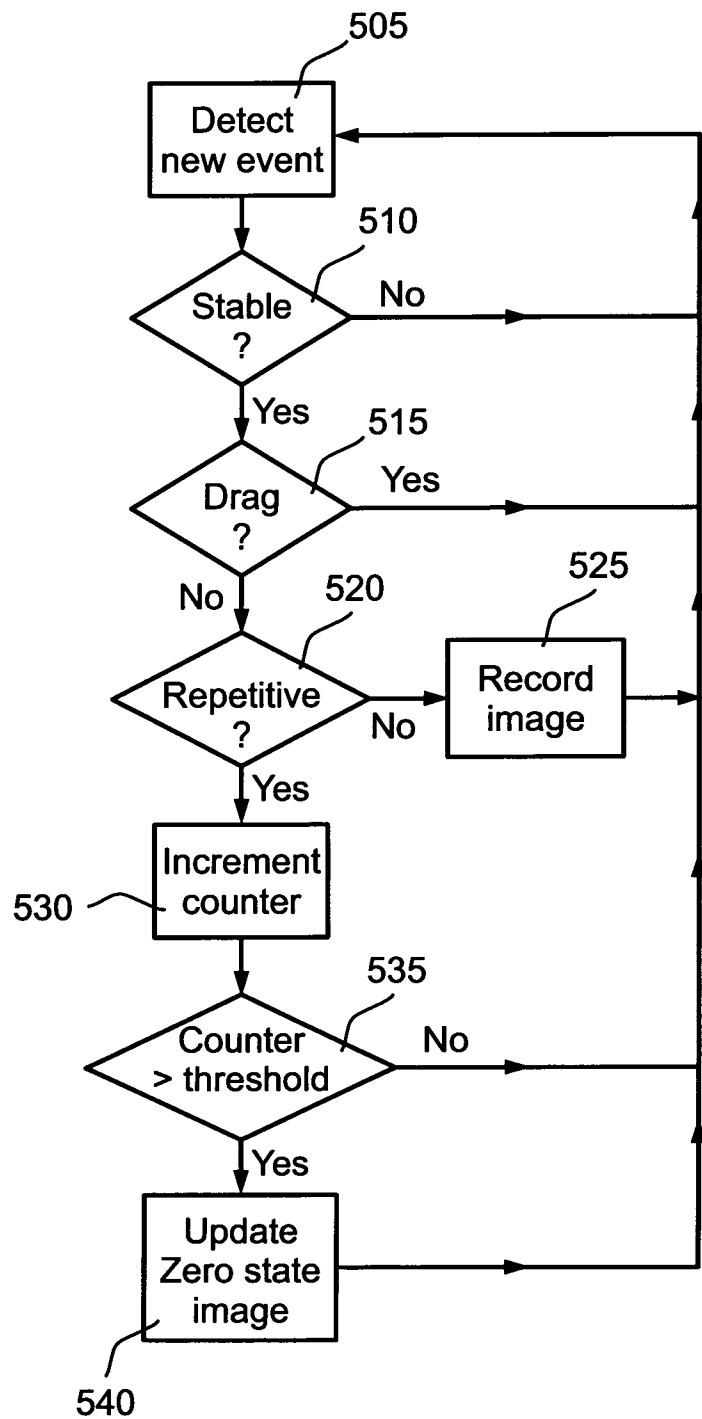 505
Detect
new event
510
Stable
?
No
Yes
515
Drag
?
Yes
No
520
525
Repetitive
?
No
Record
image
Yes
Increment
counter
530
535
Counter
> threshold
No
Yes
Update
Zero state
image
540